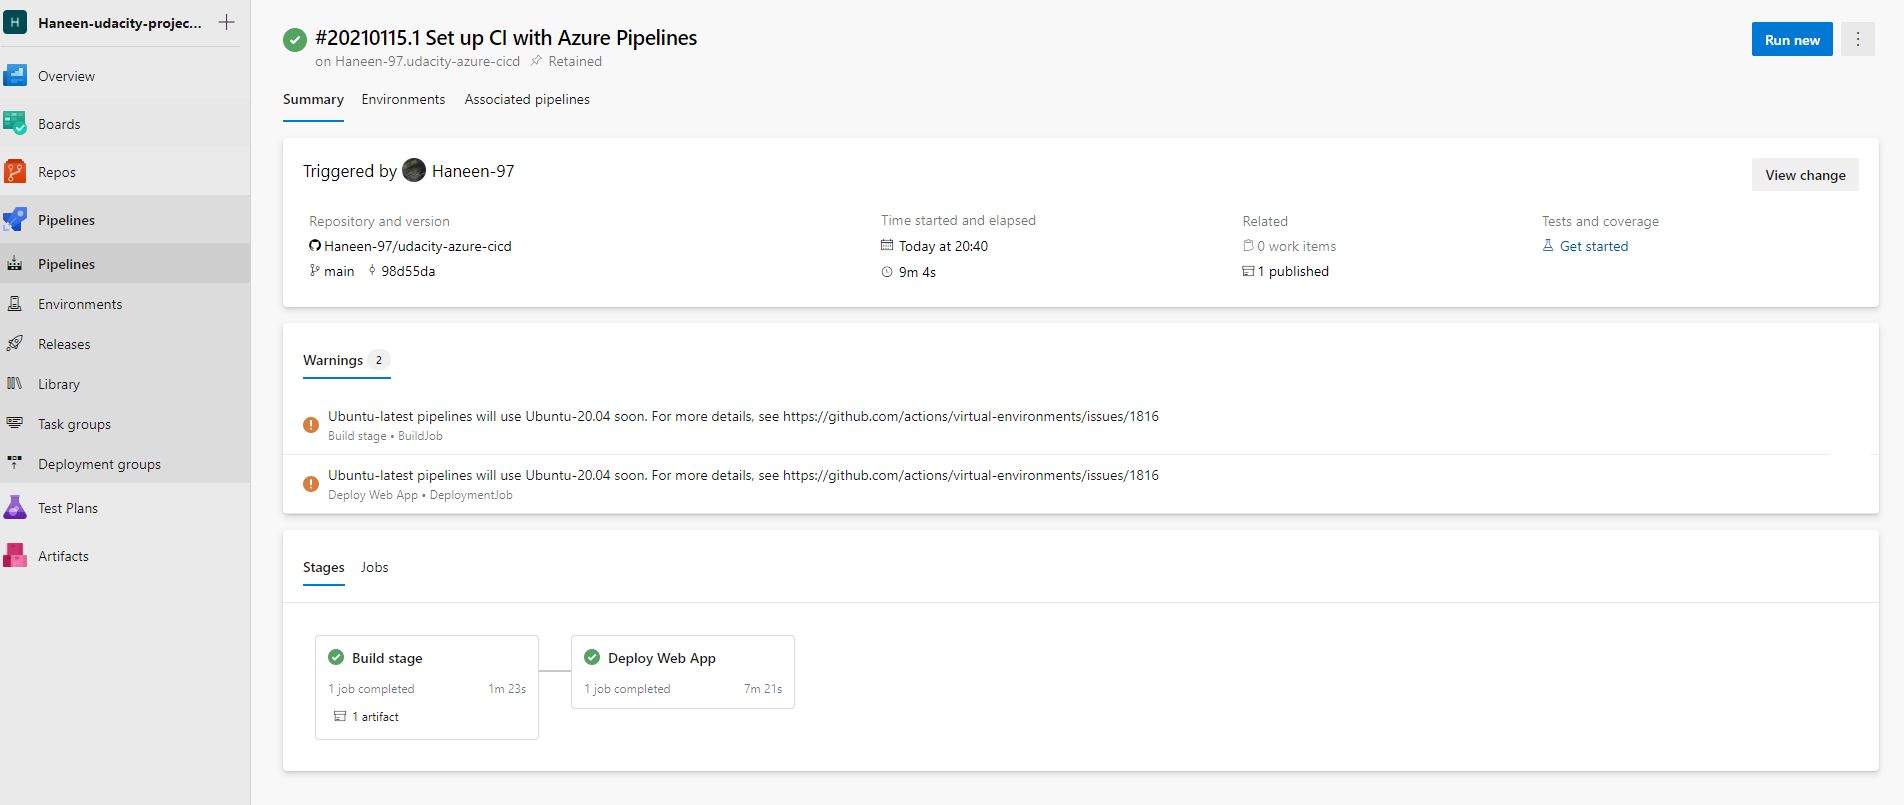 H Haneen-udacity-projec...
Overview
Boards
Repos
Pipelines
Pipelines
Environments
Releases
Library
Task groups
Deployment groups
Test Plans
Artifacts
#20210115.1 Set up CI with Azure Pipelines
on Haneen-97.udacity-azure-cicd Retained
Run new
Summary Environments Associated pipelines
Triggered by Haneen-97
View change
Repository and version
Haneen-97/udacity-azure-cicd
main 98d55da
Time started and elapsed
Today at 20:40
9m 4s
Related
0 work items
1 published
Tests and coverage
Get started
Warnings 2
Ubuntu-latest pipelines will use Ubuntu-20.04 soon. For more details, see https://github.com/actions/virtual-environments/issues/1816
Build stage • BuildJob
Ubuntu-latest pipelines will use Ubuntu-20.04 soon. For more details, see https://github.com/actions/virtual-environments/issues/1816
Deploy Web App • DeploymentJob
Stages Jobs
Build stage
1 job completed 1m 23s
1 artifact
Deploy Web App
1 job completed 7m 21s